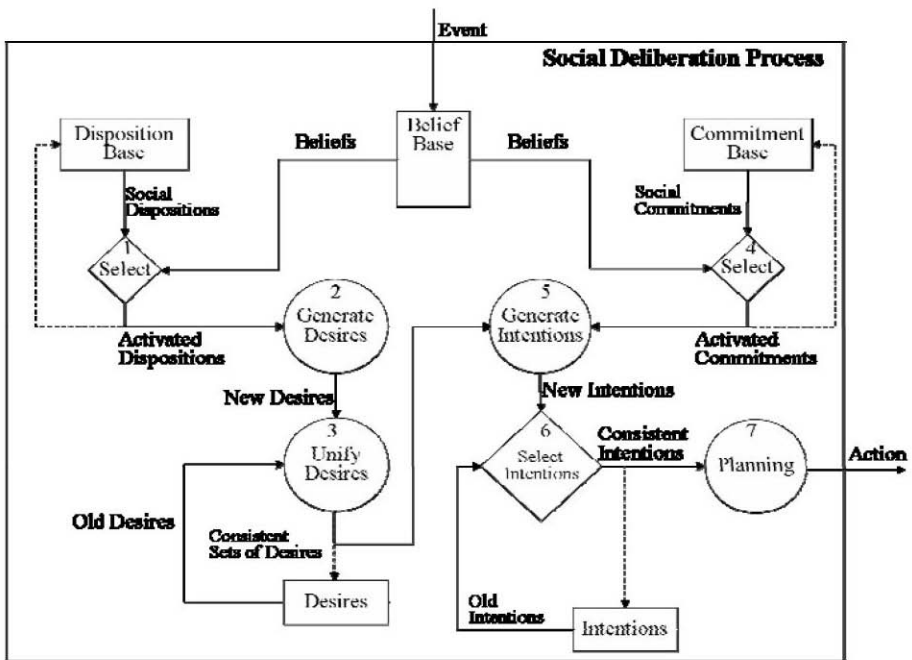 Event
Social Deliberation Process
Disposition
Base
Beliefs
Belief
Base
Beliefs
Commitment
Base
Social
Dispositions
Social
Commitments
1
Select
4
Select
2
Generate
Desires
5
Generate
Intentions
Activated
Dispositions
Activated
Commitments
New Desires
New Intentions
3
Unify
Desires
6
Select
Intentions
Consistent
Intentions
7
Planning
Action
Old Desires
Consistent
Sets of Desires
Desires
Old
Intentions
Intentions